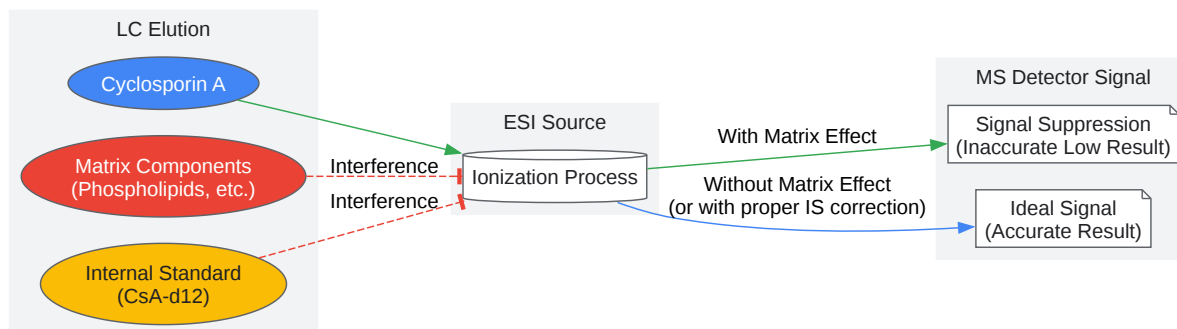 LC Elution
Cyclosporin A
Matrix Components
(Phospholipids, etc.)
Internal Standard
(CsA-d12)
Interference
Interference
ESI Source
Ionization Process
With Matrix Effect
Without Matrix Effect
(or with proper IS correction)
MS Detector Signal
Signal Suppression
(Inaccurate Low Result)
Ideal Signal
(Accurate Result)